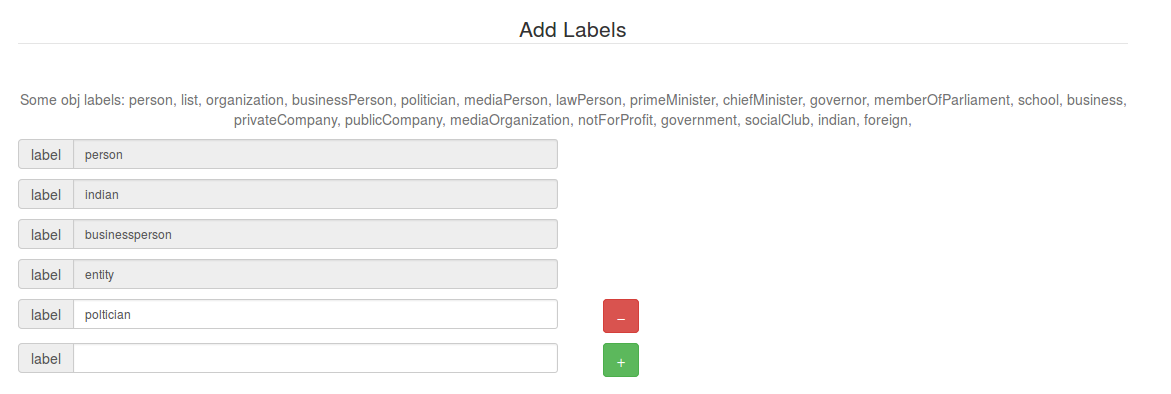 Add Labels
Some obj labels: person, list, organization, businessPerson, politician, mediaPerson, lawPerson, primeMinister, chiefMinister, governor, memberOfParliament, school, business,
privateCompany, publicCompany, mediaOrganization, notForProfit, government, socialClub, indian, foreign,
label person
label indian
label businessperson
label entity
label poltician –
label +